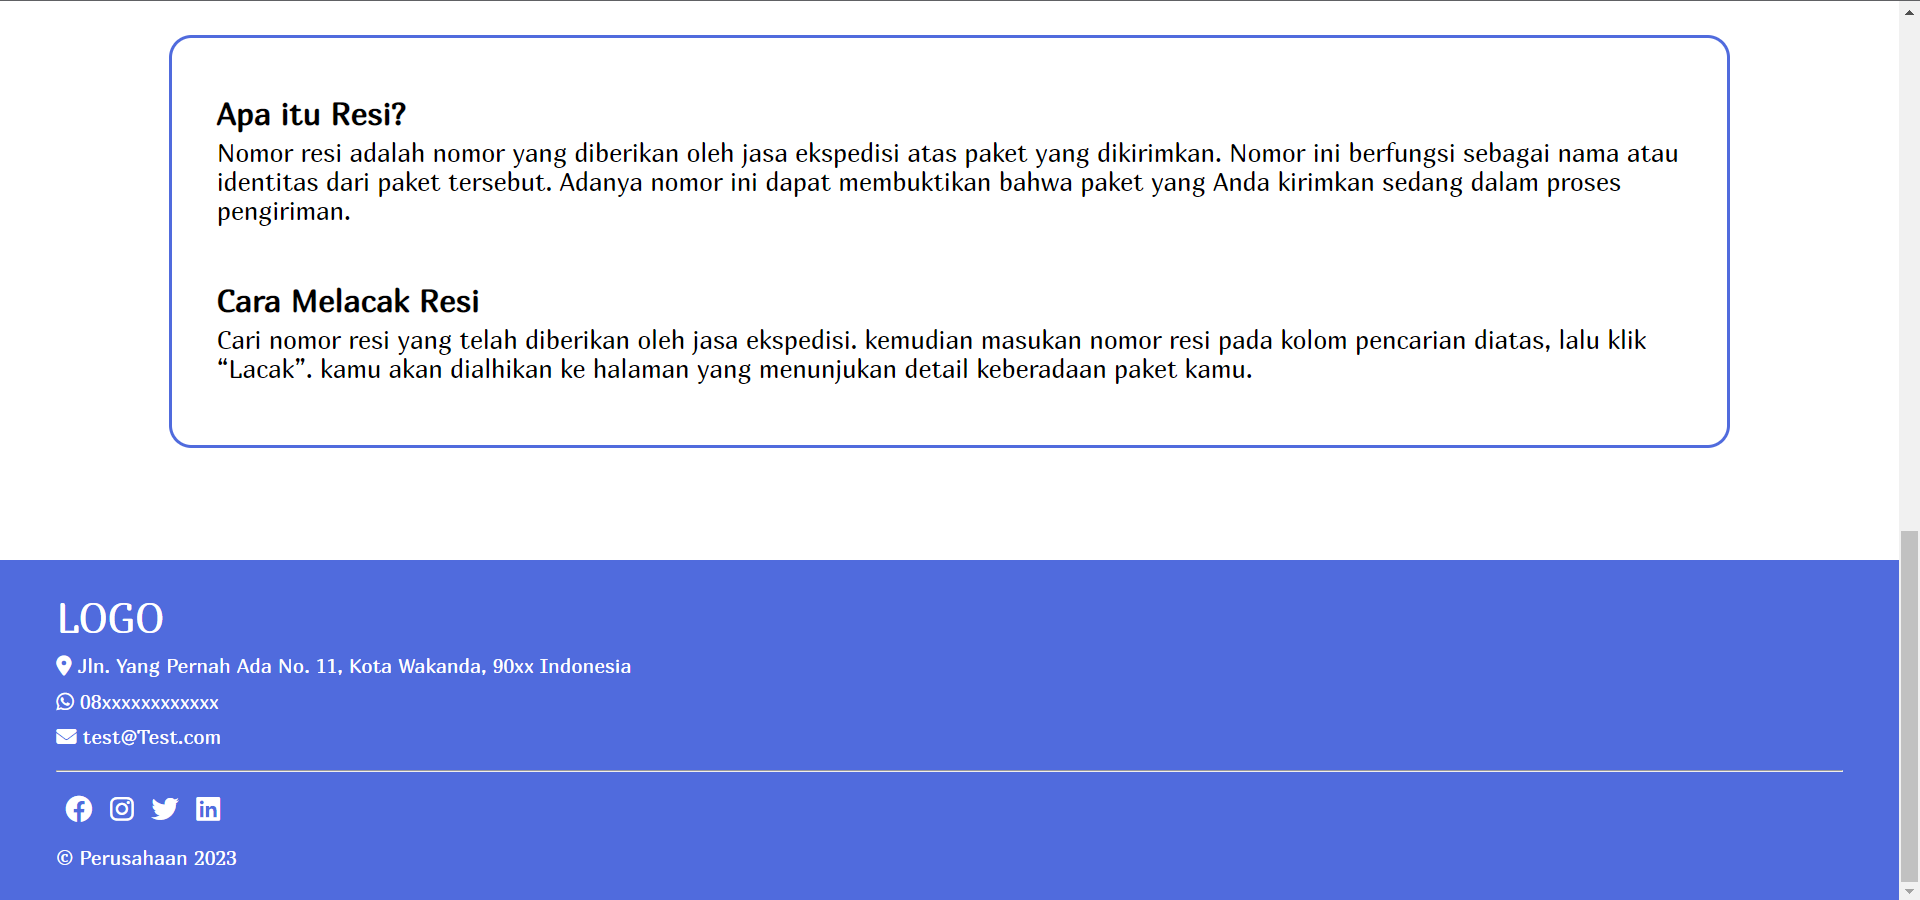 Apa itu Resi?
Nomor resi adalah nomor yang diberikan oleh jasa ekspedisi atas paket yang dikirimkan. Nomor ini berfungsi sebagai nama atau
identitas dari paket tersebut. Adanya nomor ini dapat membuktikan bahwa paket yang Anda kirimkan sedang dalam proses
pengiriman.
Cara Melacak Resi
Cari nomor resi yang telah diberikan oleh jasa ekspedisi. kemudian masukan nomor resi pada kolom pencarian diatas, lalu klik
“Lacak”. kamu akan dialhikan ke halaman yang menunjukan detail keberadaan paket kamu.
LOGO
Jln. Yang Pernah Ada No. 11, Kota Wakanda, 90xx Indonesia
08xxxxxxxxxxxx
test@Test.com
© Perusahaan 2023